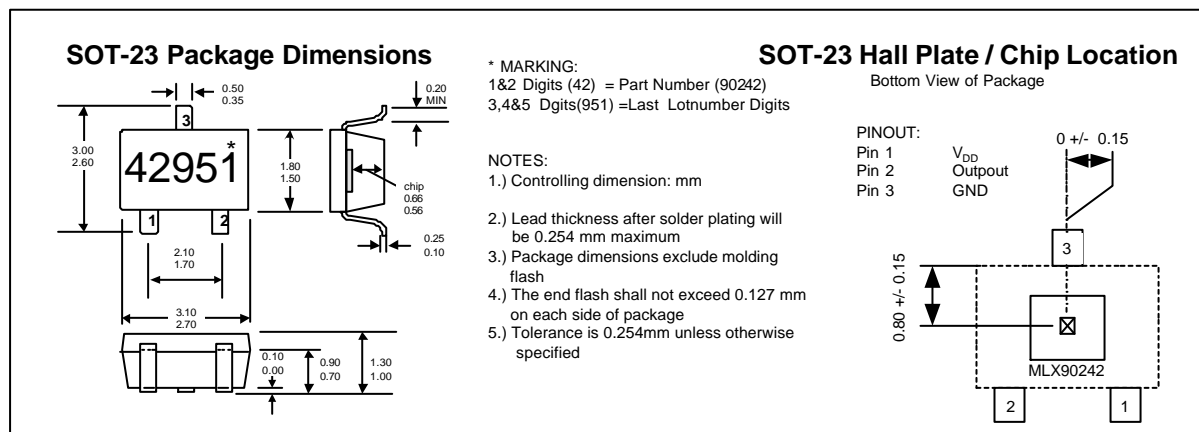 SOT-23 Package Dimensions
0.50
0.35
3
3.00
2.60
42951*
1
2
2.10
1.70
3.10
2.70
0.20
MIN
1.80
1.50
chip
0.66
0.56
0.25
0.10
0.10
0.00
0.90
0.70
1.30
1.00
* MARKING:
1&2 Digits (42) = Part Number (90242)
3,4&5 Dgits(951) =Last Lotnumber Digits
NOTES:
1.) Controlling dimension: mm
2.) Lead thickness after solder plating will
be 0.254 mm maximum
3.) Package dimensions exclude molding
flash
4.) The end flash shall not exceed 0.127 mm
on each side of package
5.) Tolerance is 0.254mm unless otherwise
specified
SOT-23 Hall Plate / Chip Location
Bottom View of Package
PINOUT:
Pin 1 VDD
Pin 2 Outpout
Pin 3 GND
0 +/- 0.15
3
0.80 +/- 0.15
MLX90242
2
1